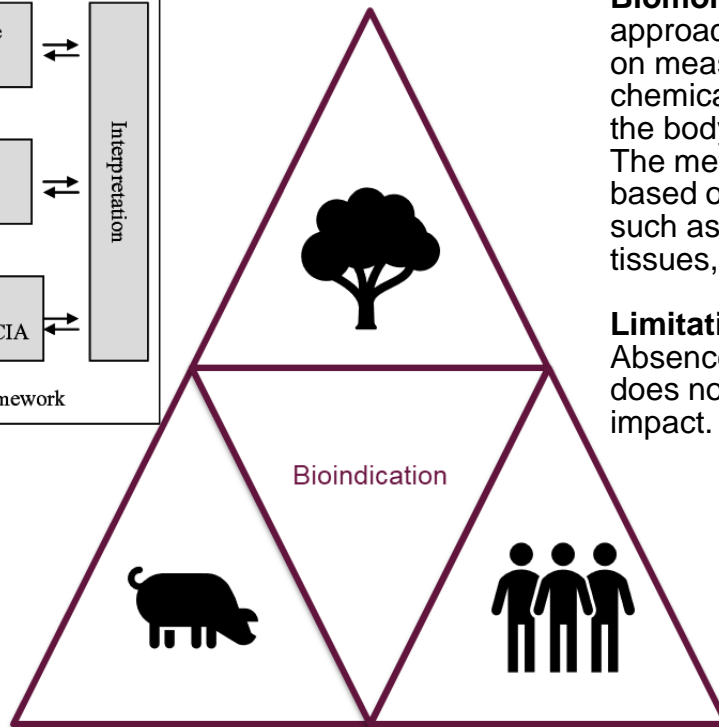 Interpretation
CIA
Bioindication
approac
on meas
chemica
the body
The me
based o
such as
tissues,
Limitati
Absence
does no
impact.